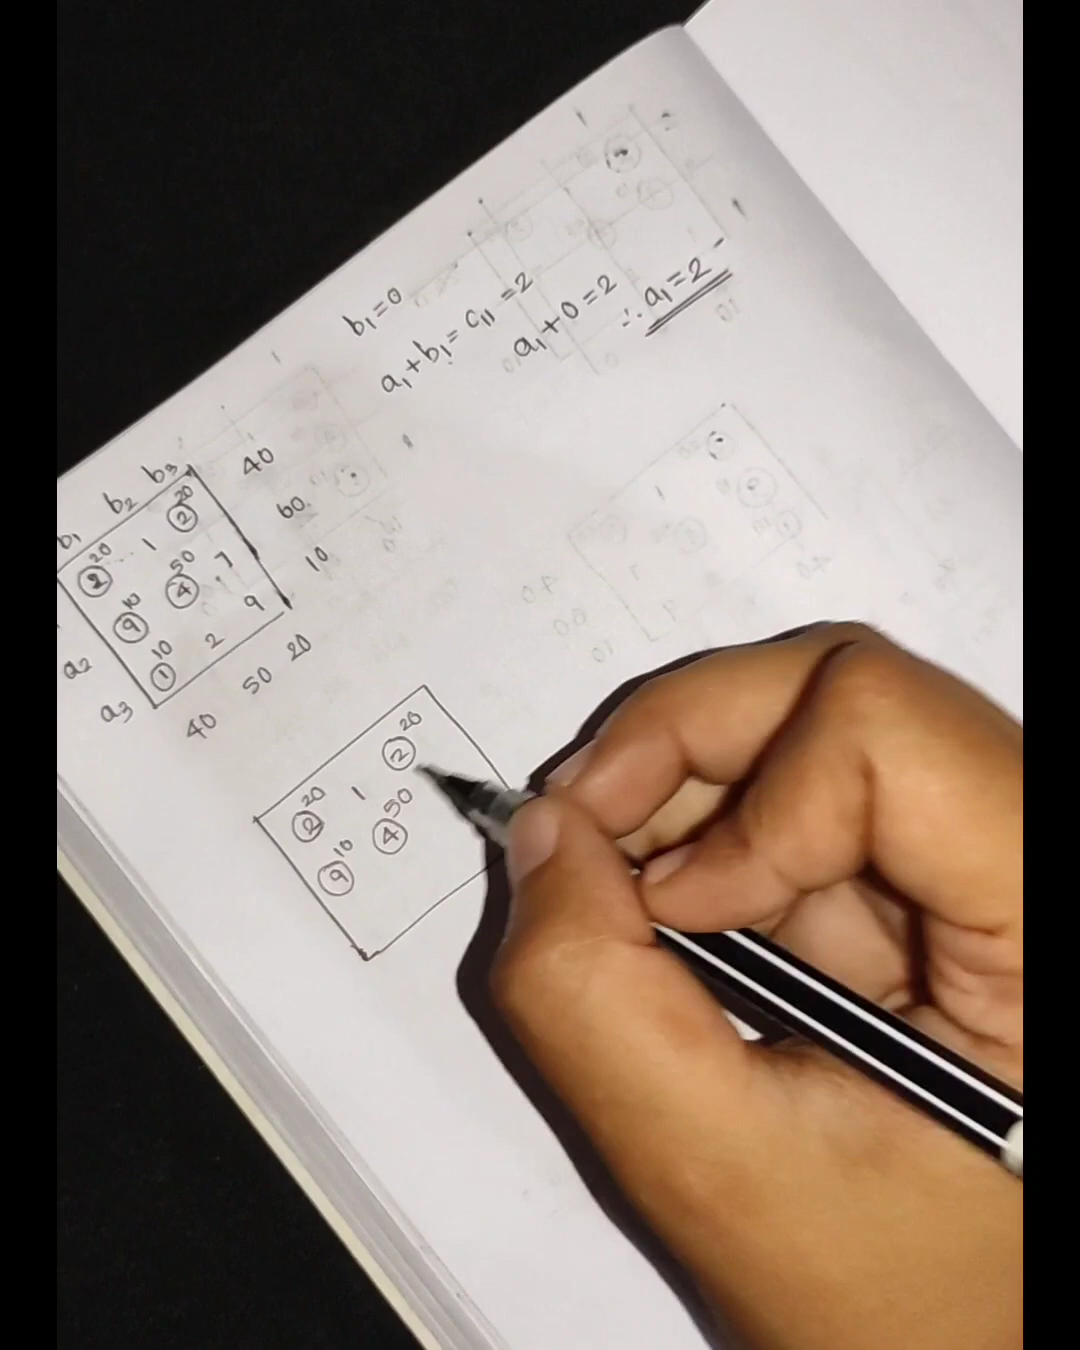 b₁=0
a₁+b₁=C₁₁=2
a₁+0=2
∴a₁=2
b₁ b₂ b₃
2 20 1 2 20 40
a₂ 9 10 4 50 7 60
a₃ 1 10 2 9 10
40 50 20
2 20 1 2 20
9 10 4 50